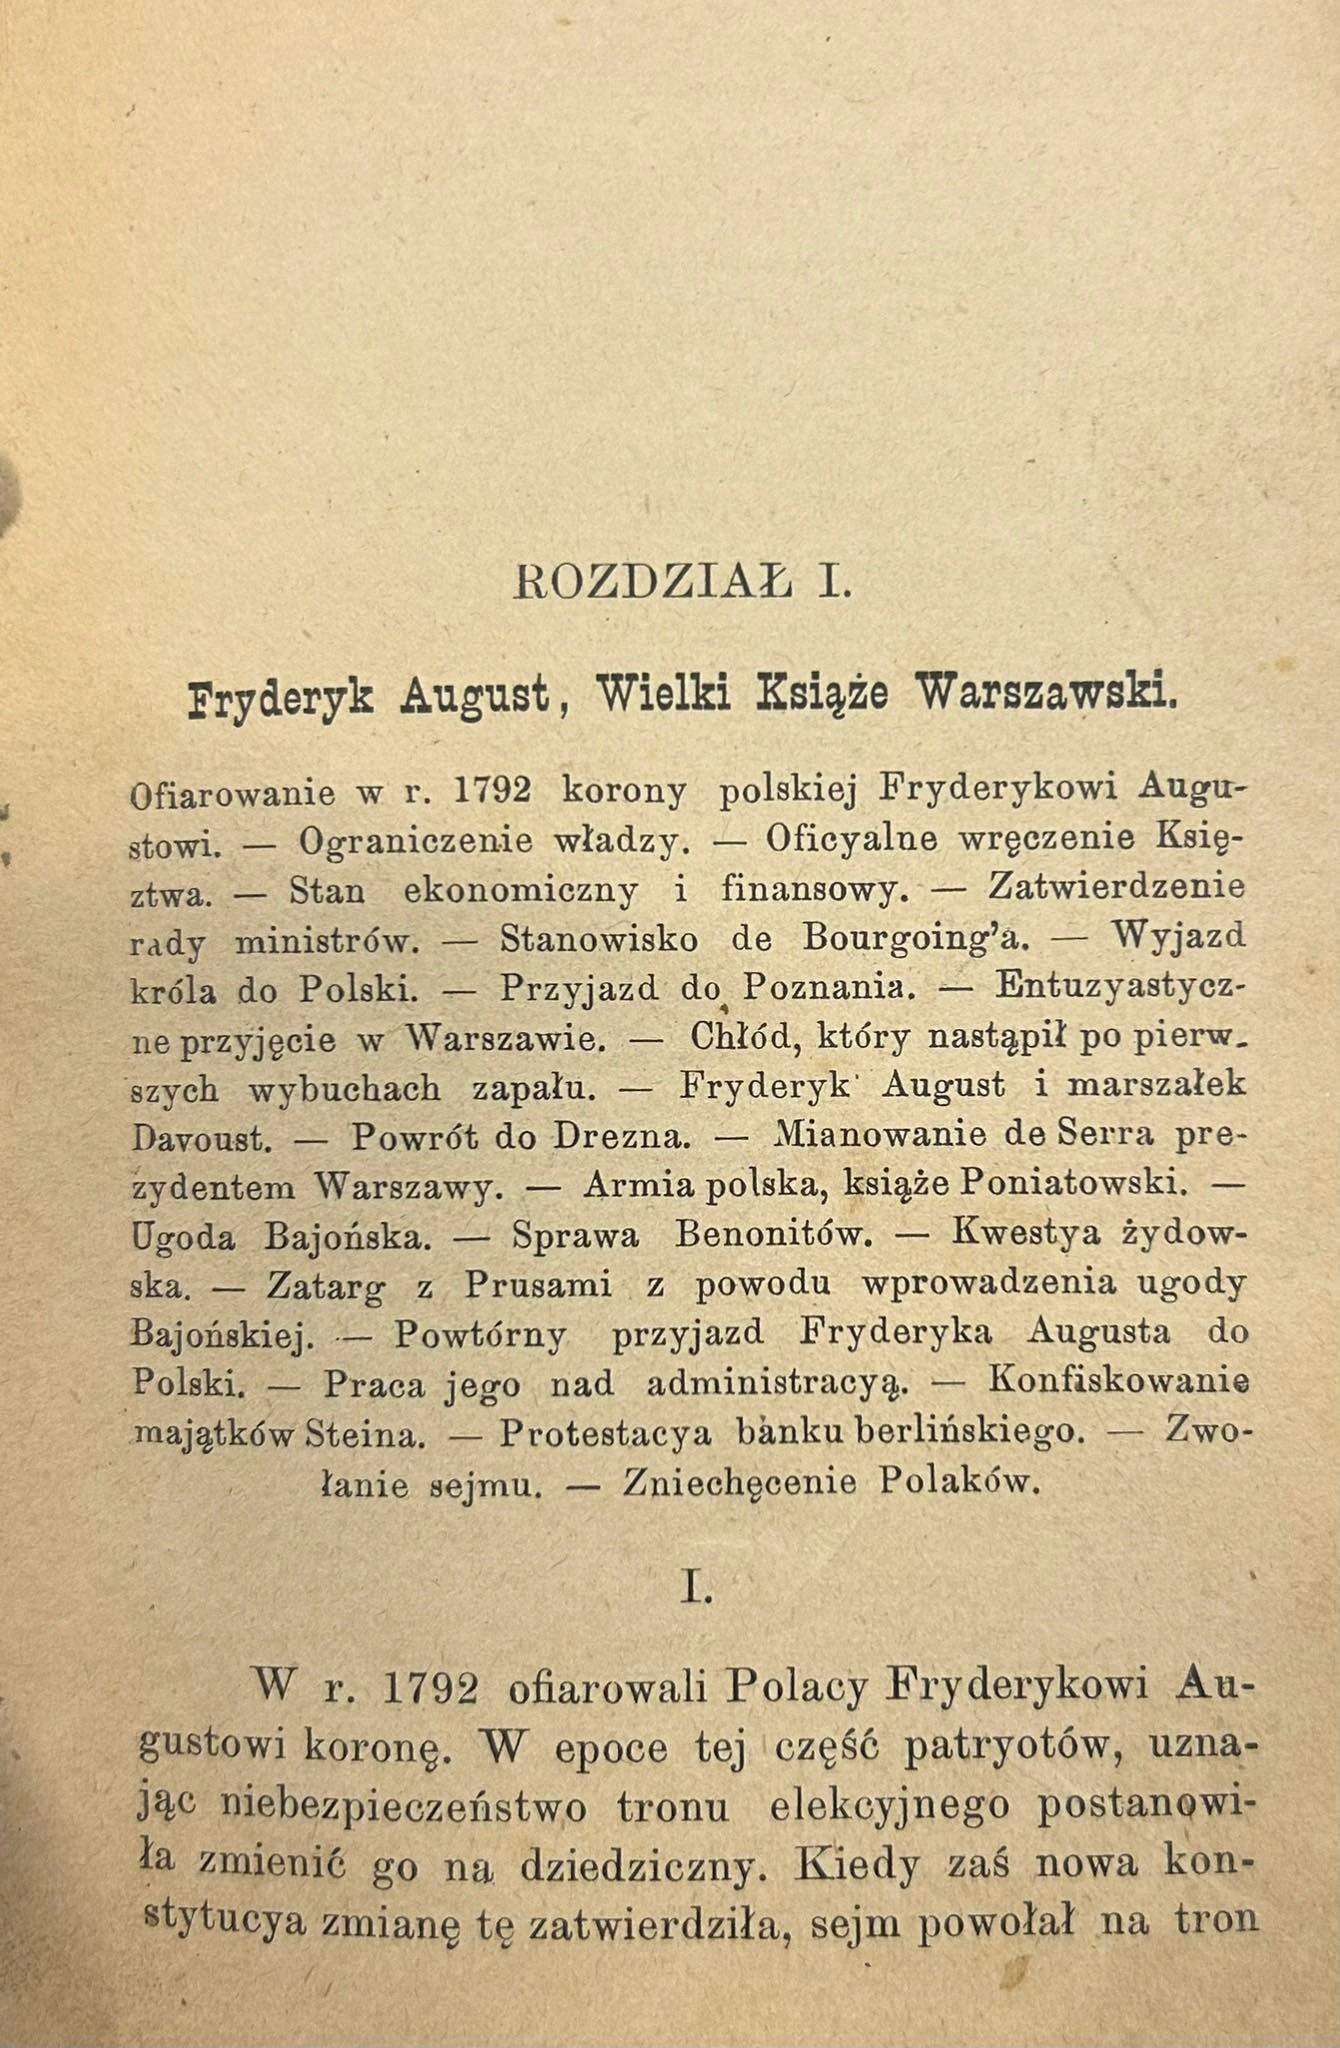 ROZDZIAŁ I.
Fryderyk August, Wielki Książe Warszawski.
Ofiarowanie w r. 1792 korony polskiej Fryderykowi Augu-
stowi. — Ograniczenie władzy. — Oficyalne wręczenie Księ-
ztwa. — Stan ekonomiczny i finansowy. — Zatwierdzenie
rady ministrów. — Stanowisko de Bourgoing'a. — Wyjazd
króla do Polski. — Przyjazd do Poznania. — Entuzyastycz-
ne przyjęcie w Warszawie. — Chłód, który nastąpił po pierw-
szych wybuchach zapału. — Fryderyk August i marszałek
Davoust. — Powrót do Drezna. — Mianowanie de Serra pre-
zydentem Warszawy. — Armia polska, książe Poniatowski. —
Ugoda Bajońska. — Sprawa Benonitów. — Kwestya żydow-
ska. — Zatarg z Prusami z powodu wprowadzenia ugody
Bajońskiej. — Powtórny przyjazd Fryderyka Augusta do
Polski. — Praca jego nad administracyą. — Konfiskowanie
majątków Steina. — Protestacya banku berlińskiego. — Zwo-
łanie sejmu. — Zniechęcenie Polaków.
I.
W r. 1792 ofiarowali Polacy Fryderykowi Au-
gustowi koronę. W epoce tej część patryotów, uzna-
jąc niebezpieczeństwo tronu elekcyjnego postanowi-
ła zmienić go na dziedziczny. Kiedy zaś nowa kon-
stytucya zmianę tę zatwierdziła, sejm powołał na tron